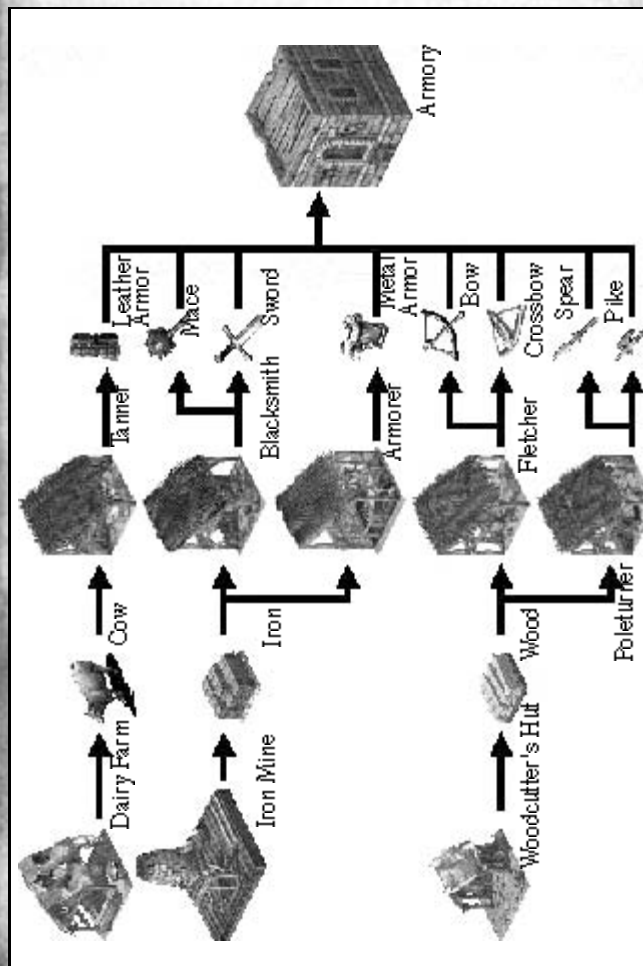 Dairy Farm
Cow
Tanner
Leather
Armor
Mace
Iron Mine
Iron
Blacksmith
Sword
Armorer
Metal
Armor
Armory
Woodcutter's Hut
Wood
Fletcher
Bow
Crossbow
Poleturner
Spear
Pike